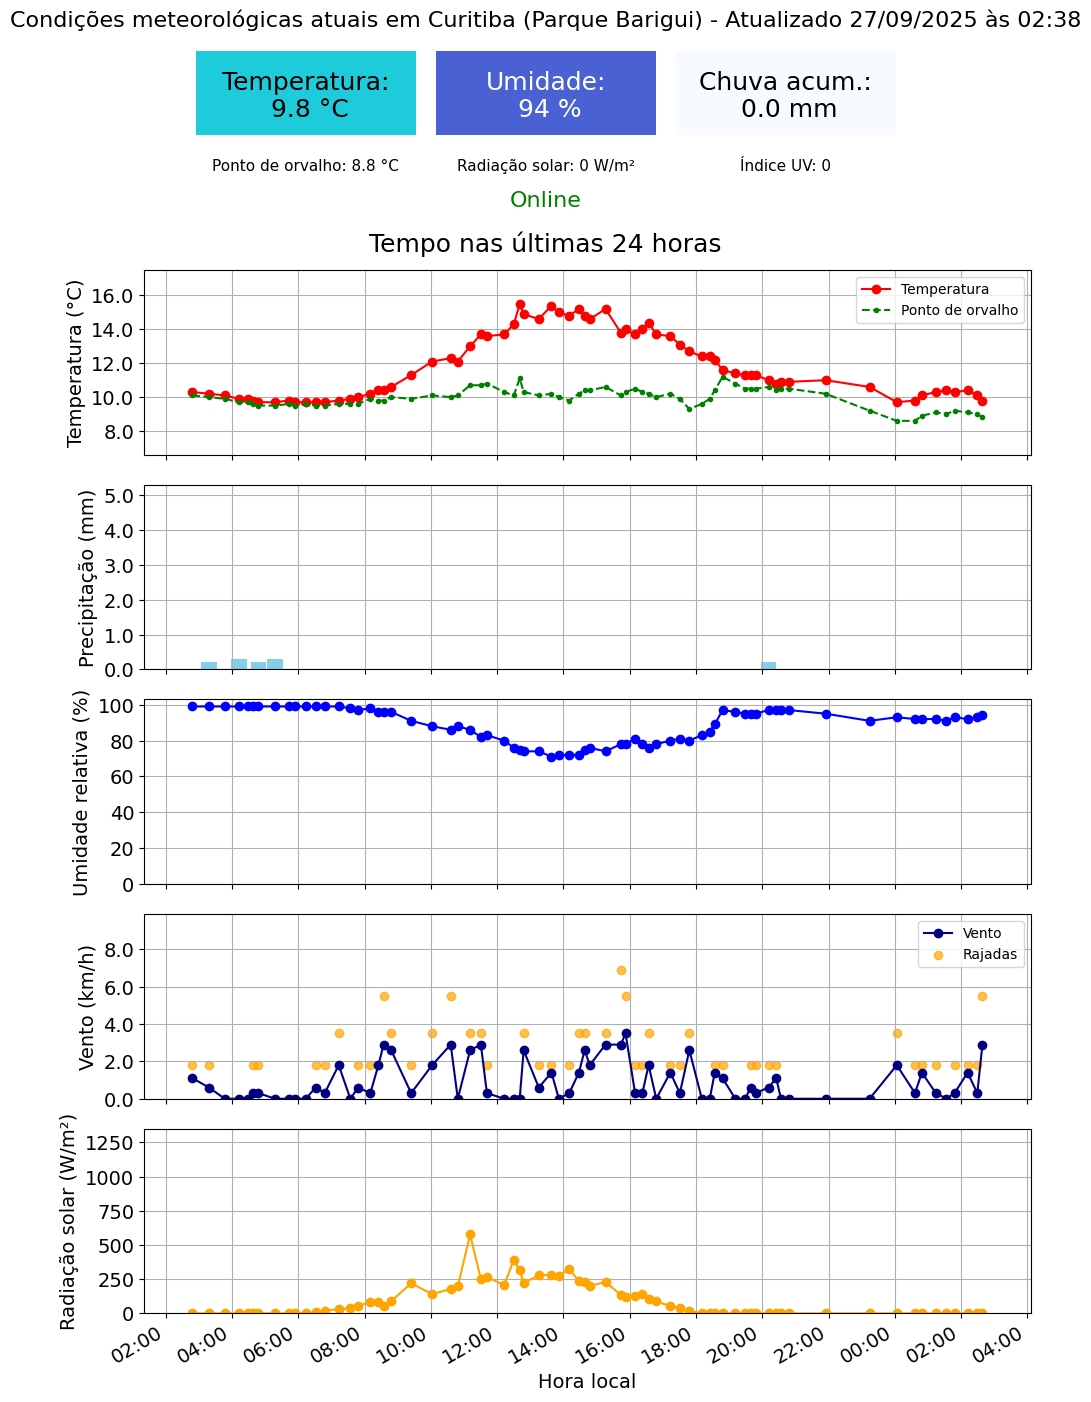 Condições meteorológicas atuais em Curitiba (Parque Barigui) - Atualizado 27/09/2025 às 02:38
Temperatura:
9.8 °C
Umidade:
94 %
Chuva acum.:
0.0 mm
Ponto de orvalho: 8.8 °C
Radiação solar: 0 W/m²
Índice UV: 0
Online
Tempo nas últimas 24 horas
Temperatura (°C)
16.0
14.0
12.0
10.0
8.0
Temperatura
Ponto de orvalho
Precipitação (mm)
5.0
4.0
3.0
2.0
1.0
0.0
Umidade relativa (%)
100
80
60
40
20
0
Vento (km/h)
8.0
6.0
4.0
2.0
0.0
Vento
Rajadas
Radiação solar (W/m²)
1250
1000
750
500
250
0
02:00
04:00
06:00
08:00
10:00
12:00
14:00
16:00
18:00
20:00
22:00
00:00
02:00
04:00
Hora local